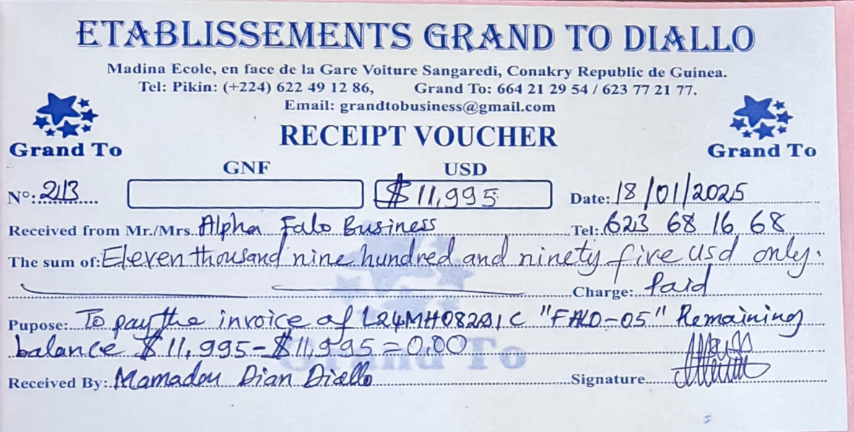 ETABLISSEMENTS GRAND TO DIALLO
Madina Ecole, en face de la Gare Voiture Sangaredi, Conakry Republic de Guinea.
Tel: Pikin: (+224) 622 49 12 86, Grand To: 664 21 29 54 / 623 77 21 77.
Email: grandtobusiness@gmail.com
Grand To RECEIPT VOUCHER Grand To
GNF USD
N°: 213 $ 11,995 Date: 18/01/2025
Received from Mr./Mrs. Alpha Falo Business Tel: 623 68 16 68
The sum of: Eleven thousand nine hundred and ninety five usd only.
Charge: Paid
Pupose: To pay the invoice of L24MH08291C "FALO-05" Remaining
balance $ 11,995-$11,995=0.00
Grand To
Received By: Mamadou Dian Diallo Signature